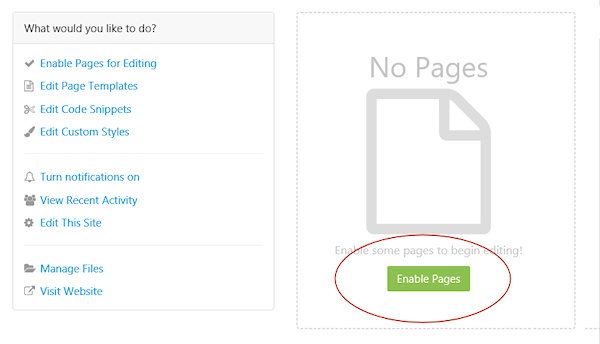 What would you like to do?
Enable Pages for Editing
Edit Page Templates
Edit Code Snippets
Edit Custom Styles
Turn notifications on
View Recent Activity
Edit This Site
Manage Files
Visit Website
No Pages
Enable some pages to begin editing!
Enable Pages